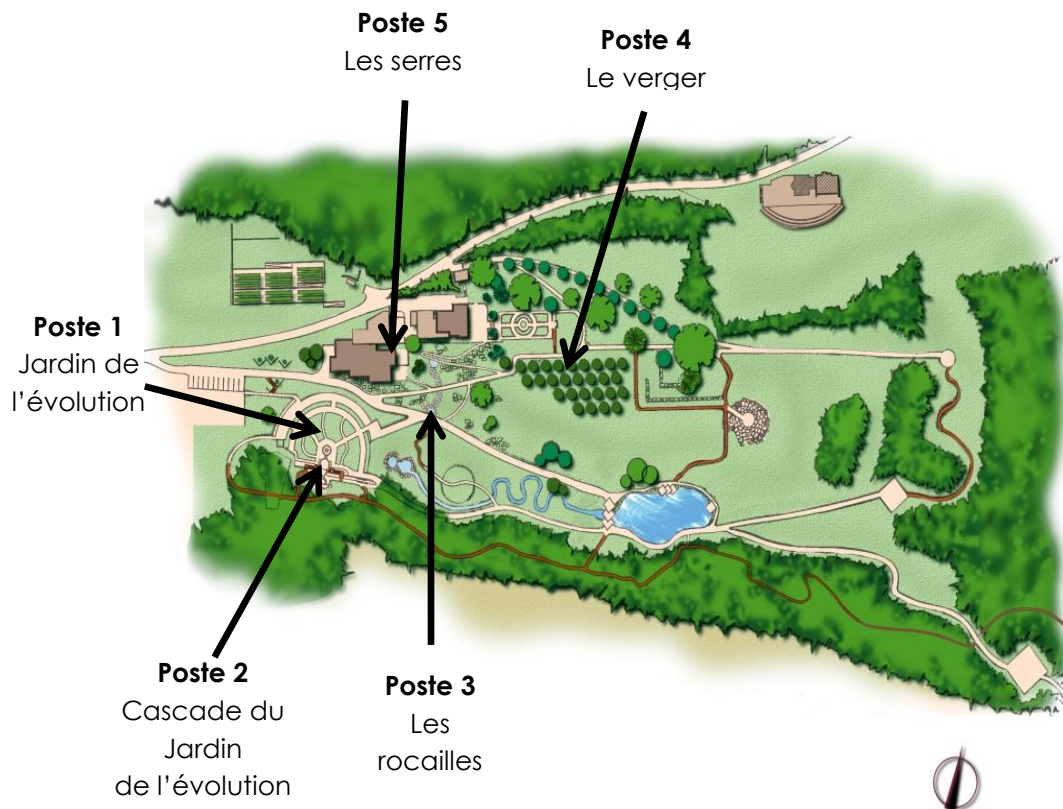 Poste 5
Les serres
Poste 4
Le verger
Poste 1
Jardin de
l’évolution
Poste 2
Cascade du
Jardin
de l’évolution
Poste 3
Les
rocailles